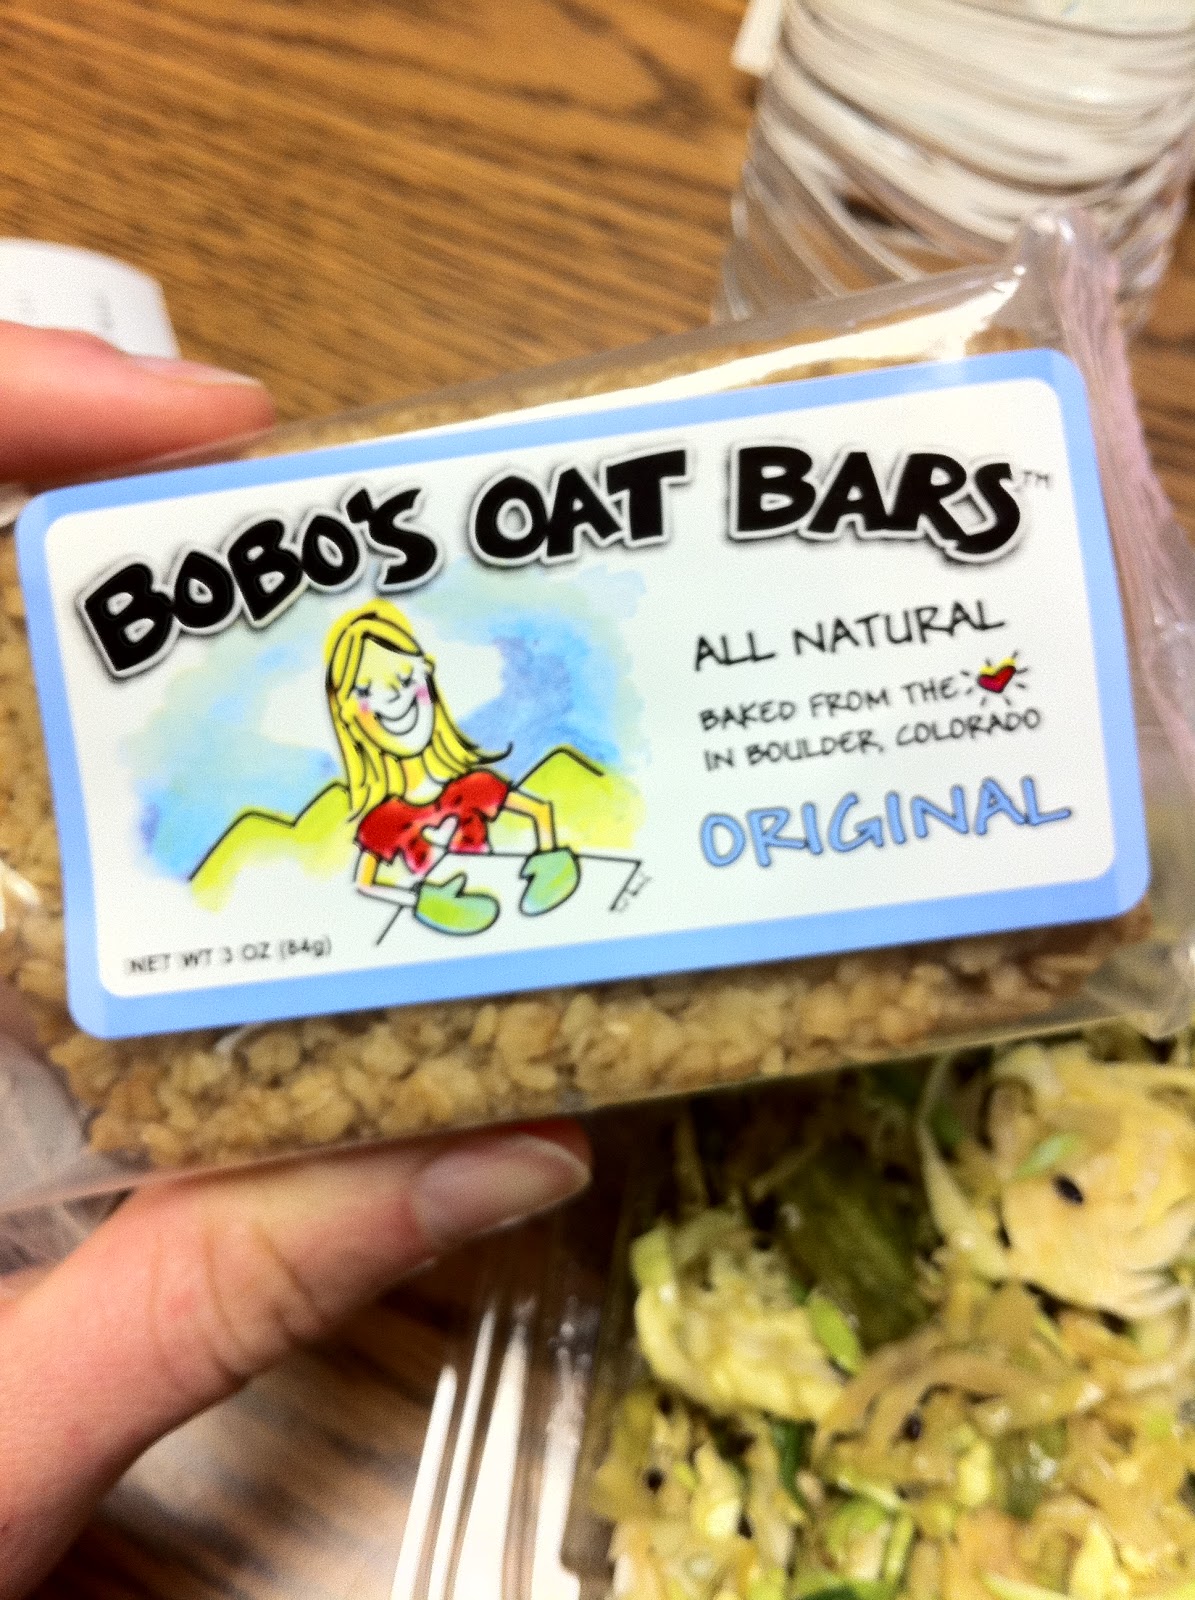 BOBO'S OAT BARS™
ALL NATURAL
BAKED FROM THE
IN BOULDER, COLORADO
ORIGINAL
NET WT 3 OZ (84g)